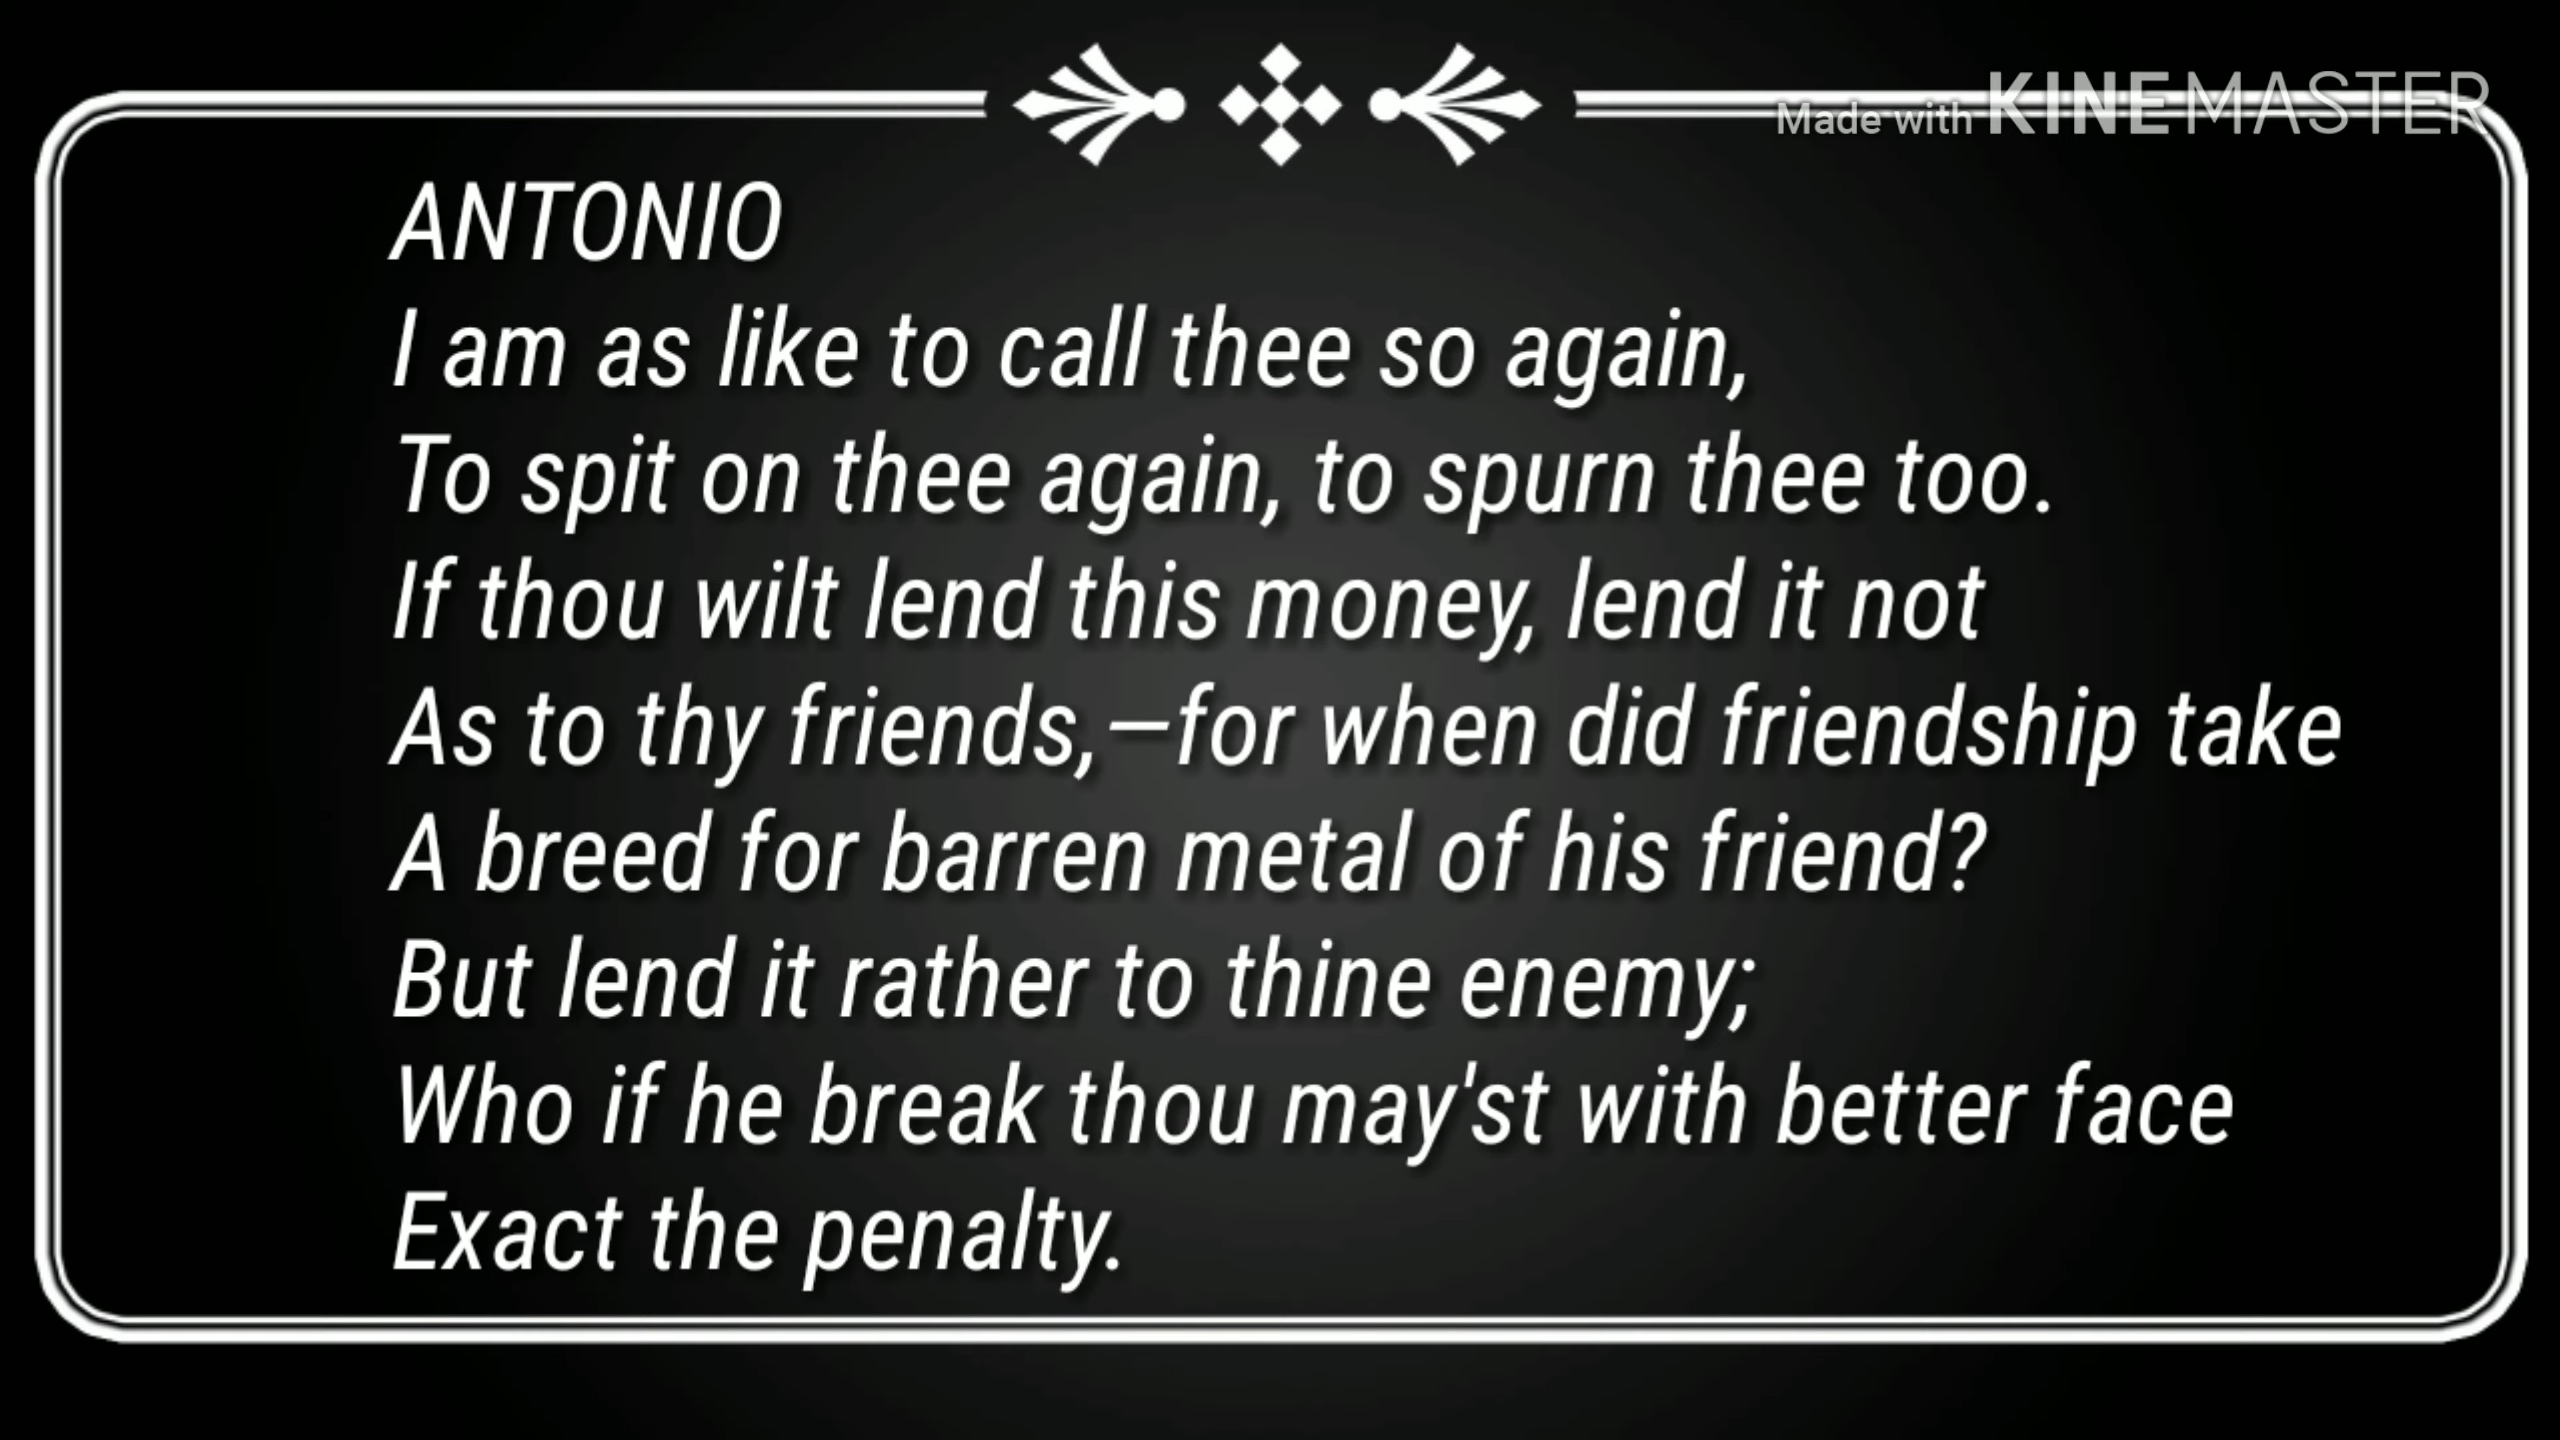 Made with KINEMASTER
ANTONIO
I am as like to call thee so again,
To spit on thee again, to spurn thee too.
If thou wilt lend this money, lend it not
As to thy friends,—for when did friendship take
A breed for barren metal of his friend?
But lend it rather to thine enemy;
Who if he break thou may'st with better face
Exact the penalty.